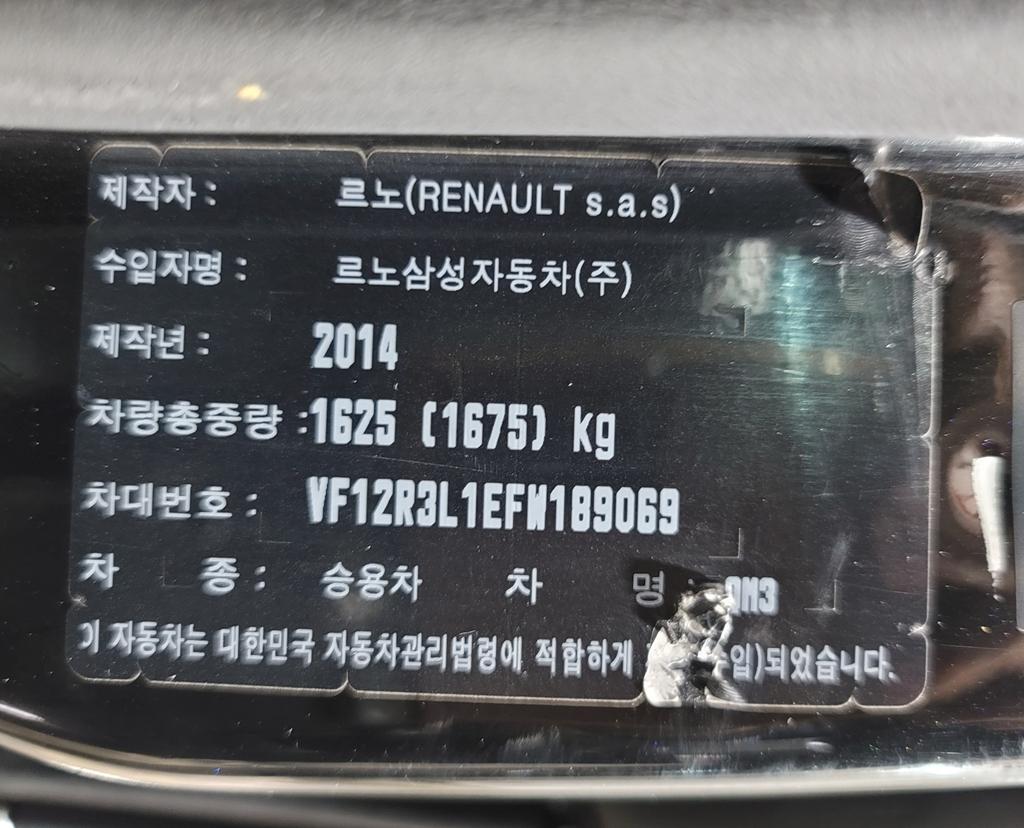 제작자 : 르노(RENAULT s.a.s)
수입자명 : 르노삼성자동차(주)
제작년 : 2014
차량총중량 : 1625 (1675) kg
차대번호 : VF12R3L1EFW189069
차 종 : 승용차 차 명 : QM3
이 자동차는 대한민국 자동차관리법령에 적합하게 입)되었습니다.